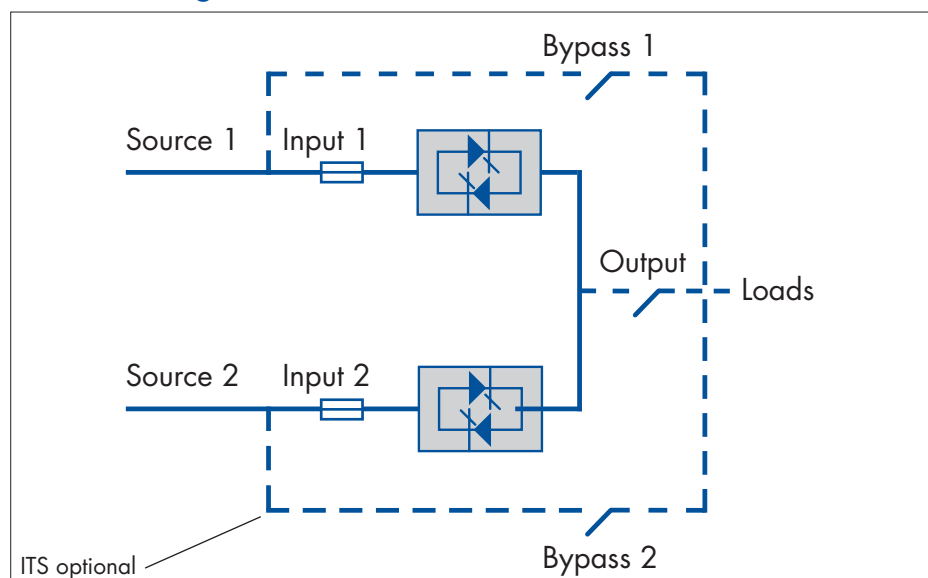 Bypass 1
Source 1 Input 1
Output
Loads
Source 2 Input 2
Bypass 2
ITS optional